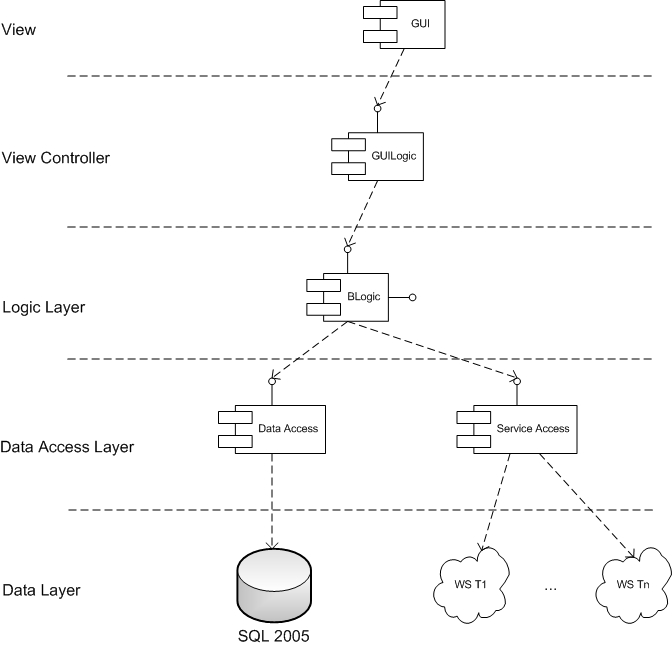 View
GUI
View Controller
GUILogic
Logic Layer
BLogic
Data Access Layer
Data Access
Service Access
Data Layer
WS T1
...
WS Tn
SQL 2005